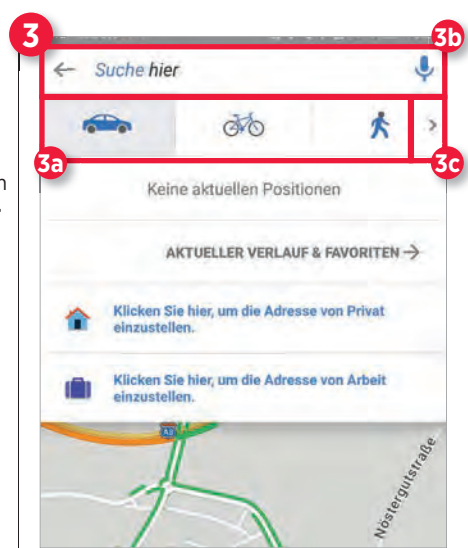 3
3b
Suche hier
3a
3c
Keine aktuellen Positionen
AKTUELLER VERLAUF & FAVORITEN
Klicken Sie hier, um die Adresse von Privat
einzustellen.
Klicken Sie hier, um die Adresse von Arbeit
einzustellen.
Nöstergutstraße